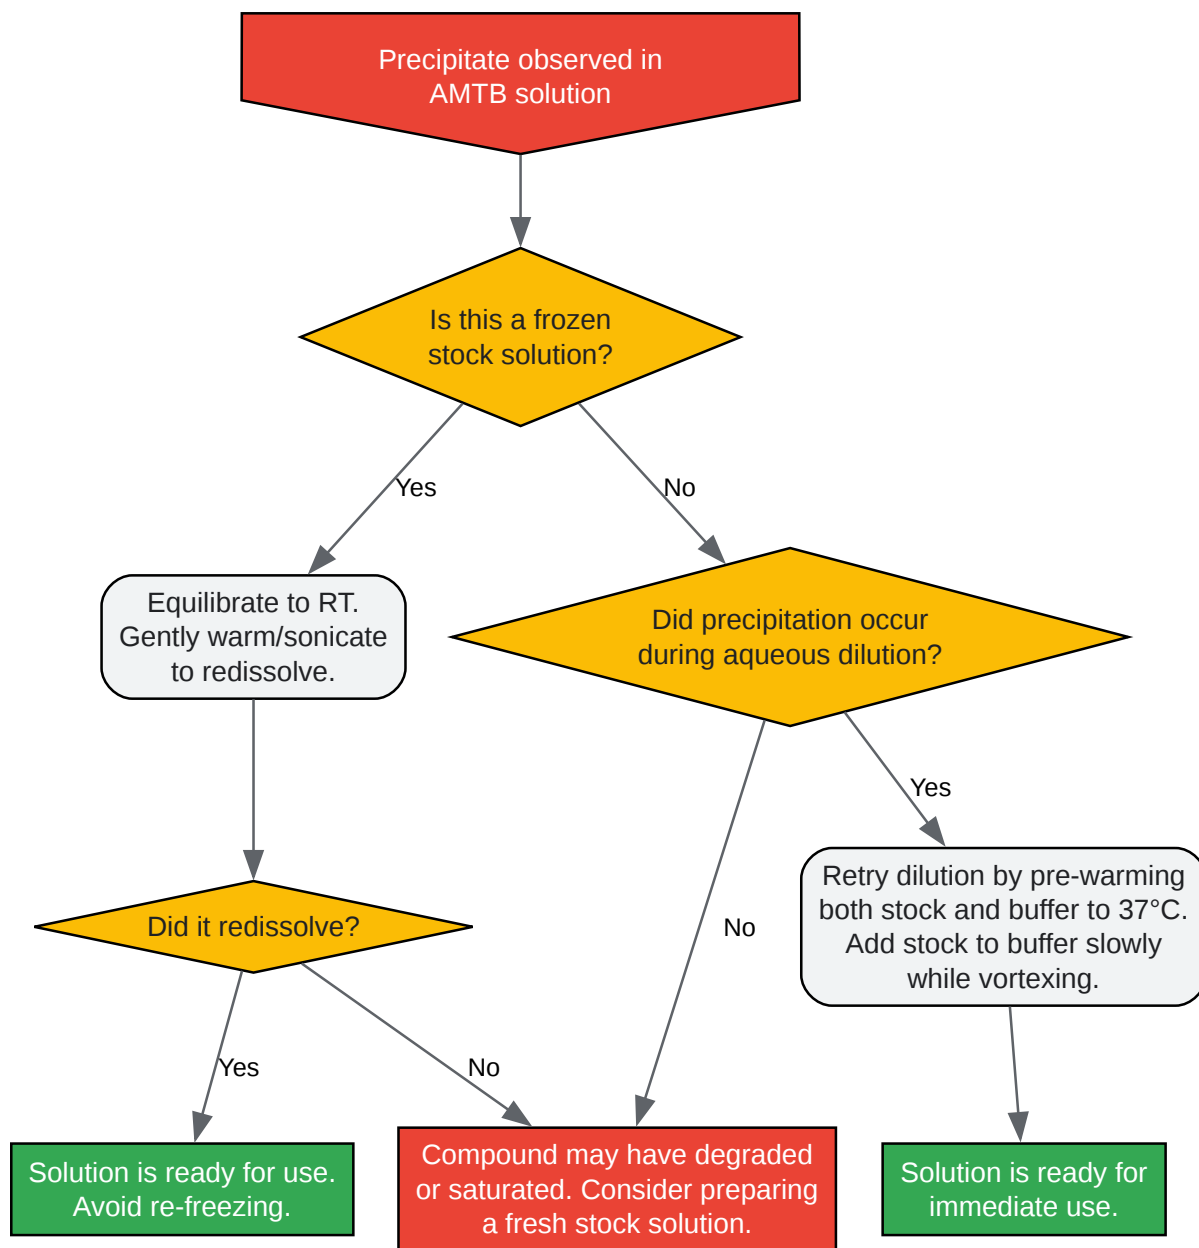 Precipitate observed in
AMTB solution
Is this a frozen
stock solution?
Yes
No
Equilibrate to RT.
Gently warm/sonicate
to redissolve.
Did precipitation occur
during aqueous dilution?
Yes
Retry dilution by pre-warming
both stock and buffer to 37°C.
Add stock to buffer slowly
while vortexing.
No
Did it redissolve?
Yes
No
Solution is ready for use.
Avoid re-freezing.
Compound may have degraded
or saturated. Consider preparing
a fresh stock solution.
Solution is ready for
immediate use.